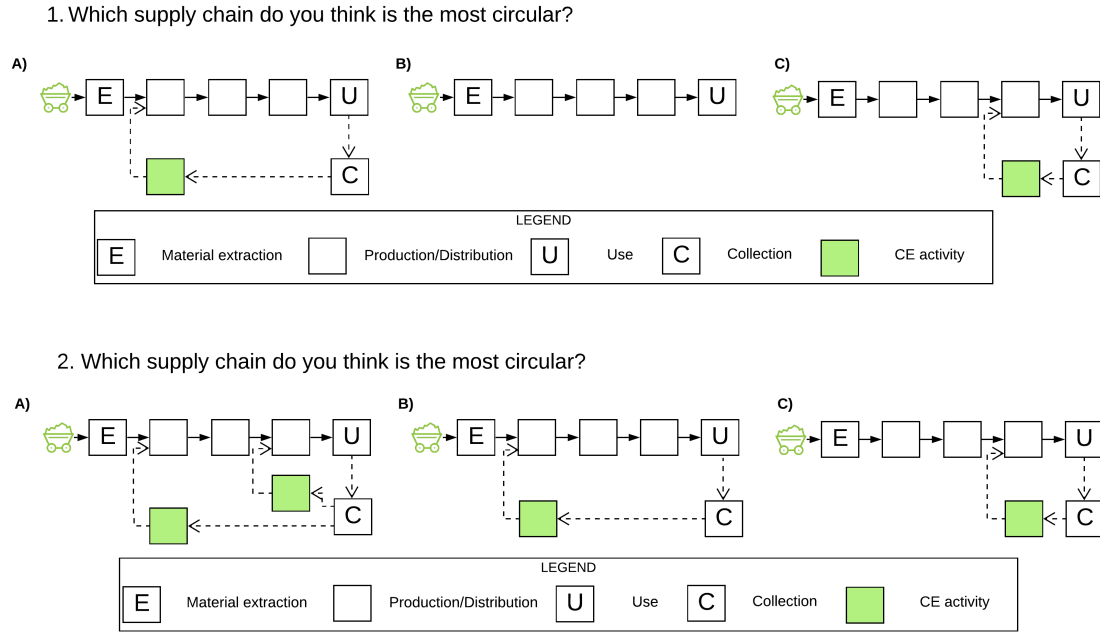 1. Which supply chain do you think is the most circular?
A) B) C)
E U E U E U
C C
LEGEND
E Material extraction Production/Distribution U Use C Collection CE activity
2. Which supply chain do you think is the most circular?
A) B) C)
E U E U E U
C C C
LEGEND
E Material extraction Production/Distribution U Use C Collection CE activity